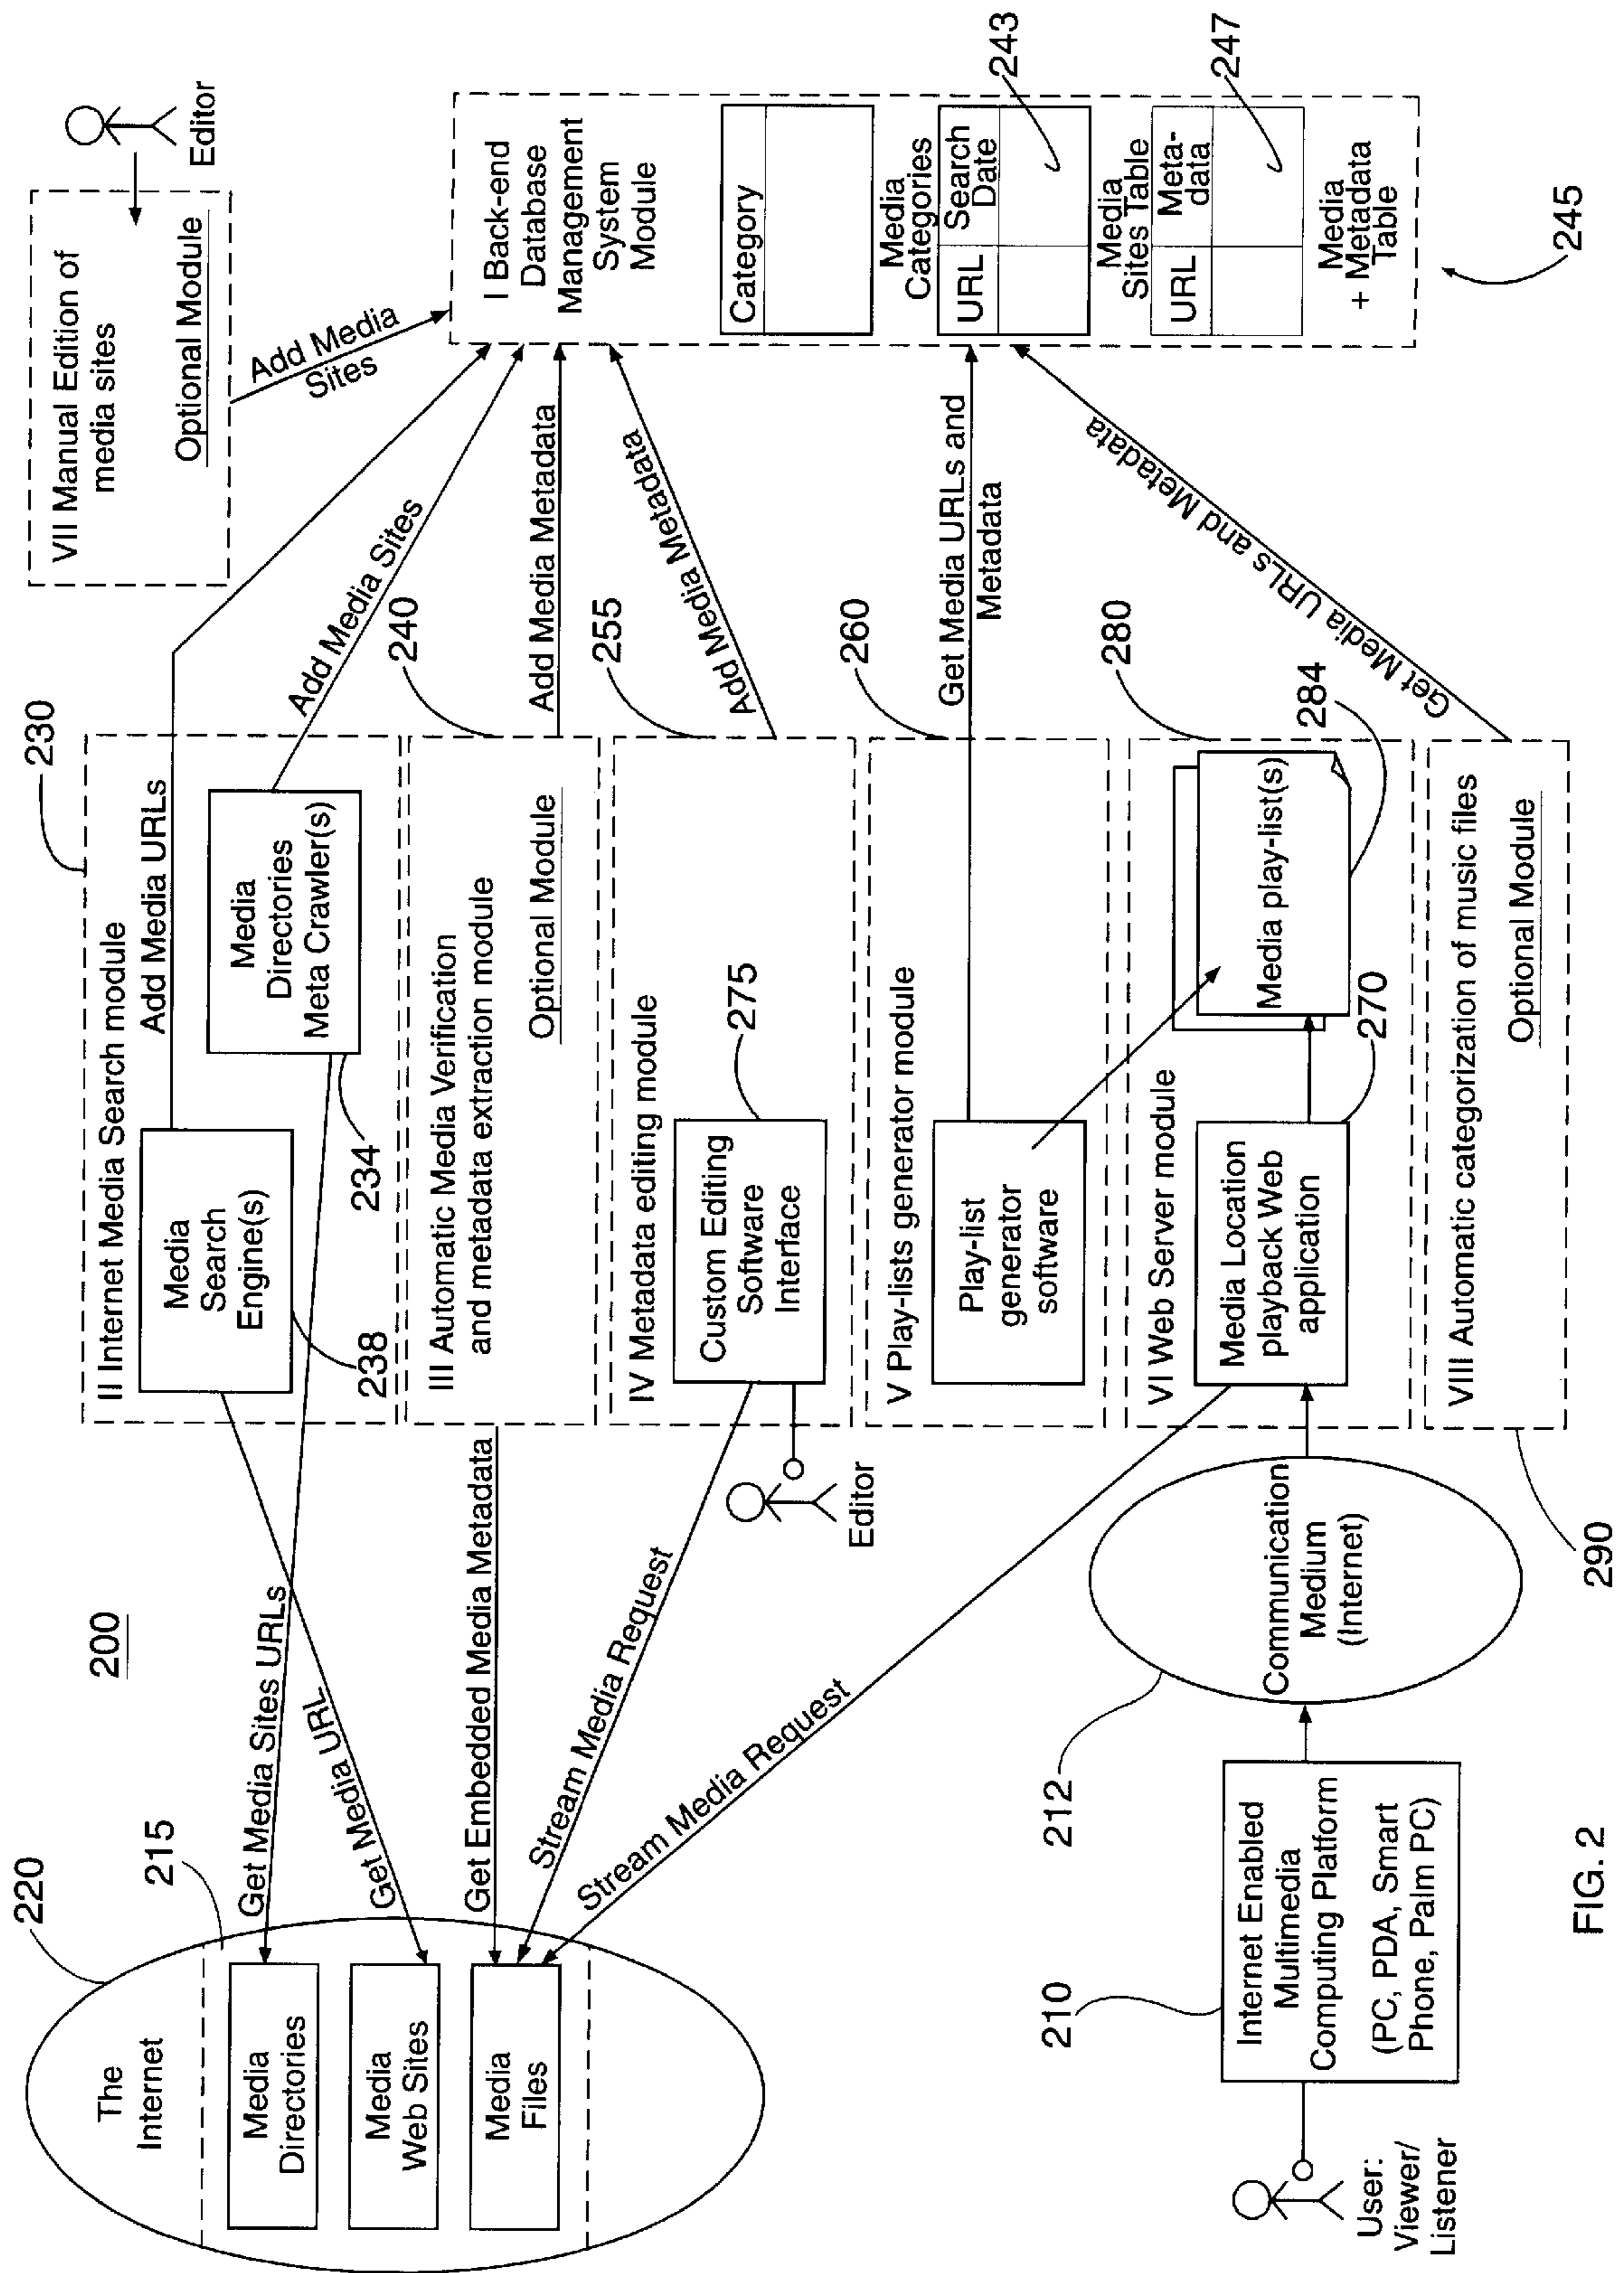 200
220
The
Internet
215
Media
Directories
Media
Web Sites
Media
Files
Get Media Sites URLs
Get Media URL
Get Embedded Media Metadata
Stream Media Request
Stream Media Request
230
II Internet Media Search module
Add Media URLs
Media
Search
Engine(s)
238
Media
Directories
Meta Crawler(s)
234
Add Media Sites
240
III Automatic Media Verification
and metadata extraction module
Optional Module
Add Media Metadata
255
IV Metadata editing module
275
Custom Editing
Software
Interface
Editor
Add Media Metadata
260
V Play-lists generator module
Play-list
generator
software
Get Media URLs and
Metadata
280
VI Web Server module
Media Location
playback Web
application
270
Media play-list(s)
284
VIII Automatic categorization of music files
Optional Module
290
Get Media URLs and Metadata
Metadata
VII Manual Edition of
media sites
Optional Module
Editor
Add Media
Sites
I Back-end
Database
Management
System
Module
Category
Media
Categories
URL
Search
Date
243
Media
Sites Table
URL
Meta-
data
247
Media
+ Metadata
Table
245
User:
Viewer/
Listener
210
Internet Enabled
Multimedia
Computing Platform
(PC, PDA, Smart
Phone, Palm PC)
212
Communication
Medium
(Internet)
FIG. 2